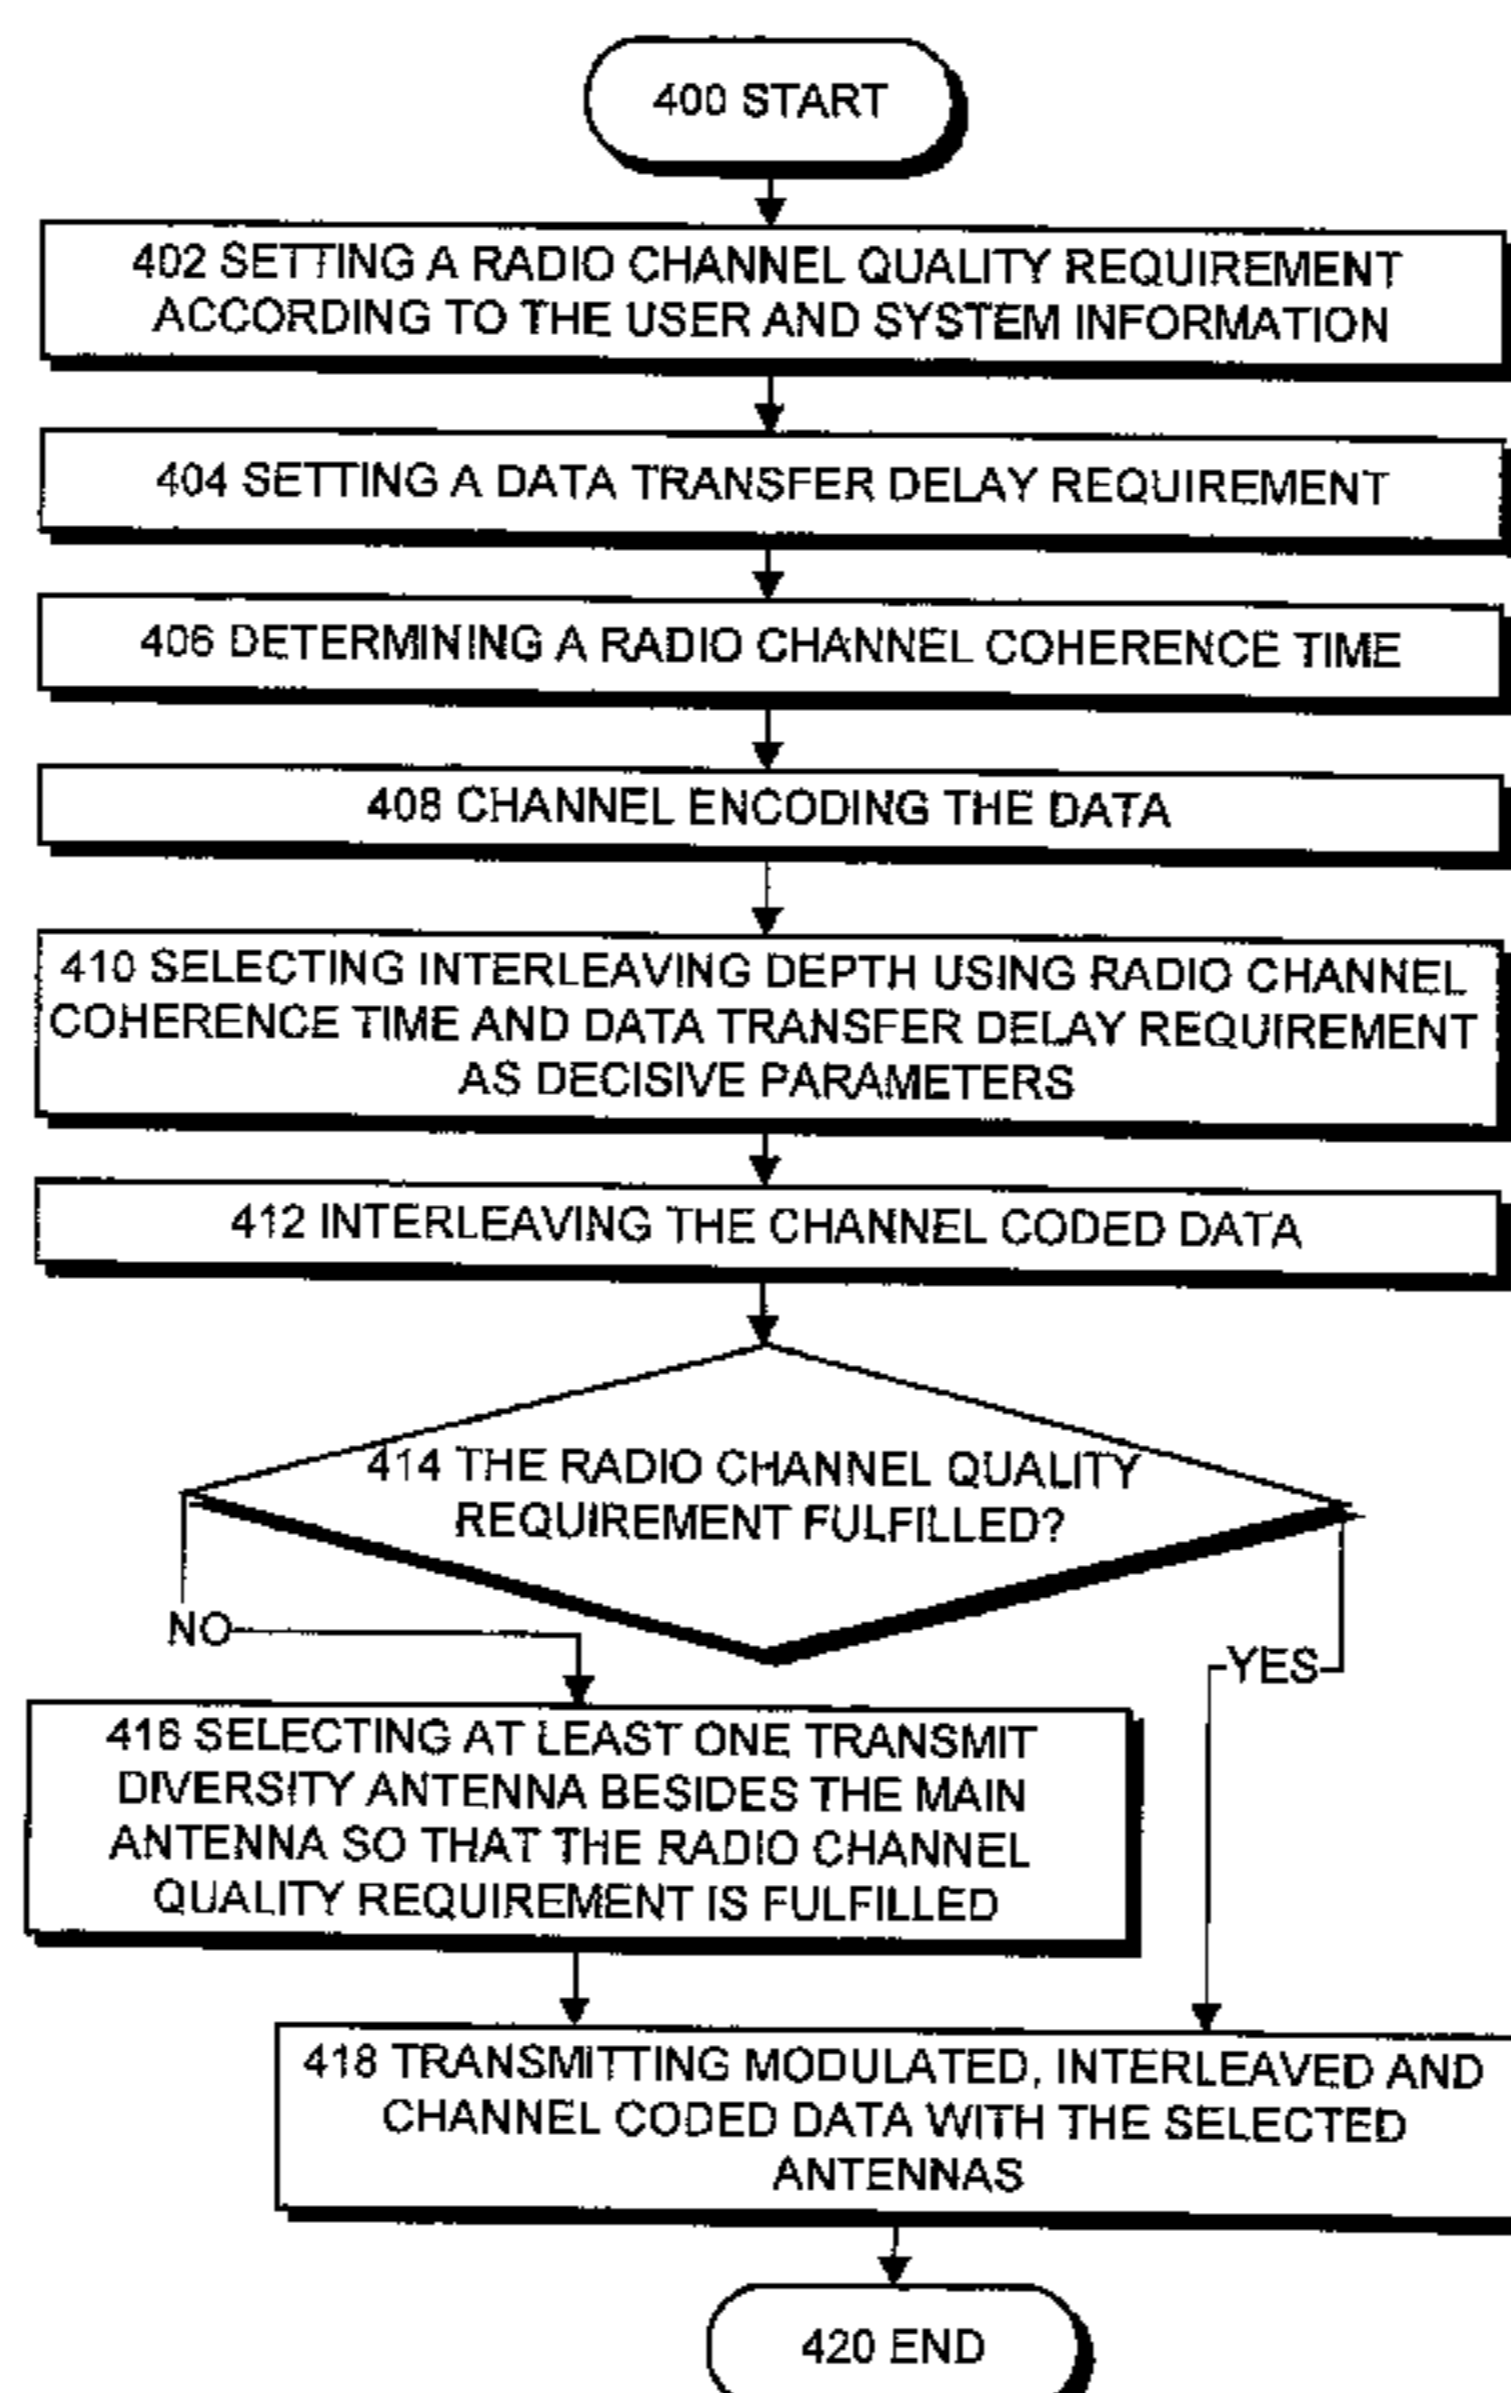 400 START
402 SETTING A RADIO CHANNEL QUALITY REQUIREMENT
ACCORDING TO THE USER AND SYSTEM INFORMATION
404 SETTING A DATA TRANSFER DELAY REQUIREMENT
406 DETERMINING A RADIO CHANNEL COHERENCE TIME
408 CHANNEL ENCODING THE DATA
410 SELECTING INTERLEAVING DEPTH USING RADIO CHANNEL
COHERENCE TIME AND DATA TRANSFER DELAY REQUIREMENT
AS DECISIVE PARAMETERS
412 INTERLEAVING THE CHANNEL CODED DATA
414 THE RADIO CHANNEL QUALITY
REQUIREMENT FULFILLED?
NO
YES
416 SELECTING AT LEAST ONE TRANSMIT
DIVERSITY ANTENNA BESIDES THE MAIN
ANTENNA SO THAT THE RADIO CHANNEL
QUALITY REQUIREMENT IS FULFILLED
418 TRANSMITTING MODULATED, INTERLEAVED AND
CHANNEL CODED DATA WITH THE SELECTED
ANTENNAS
420 END